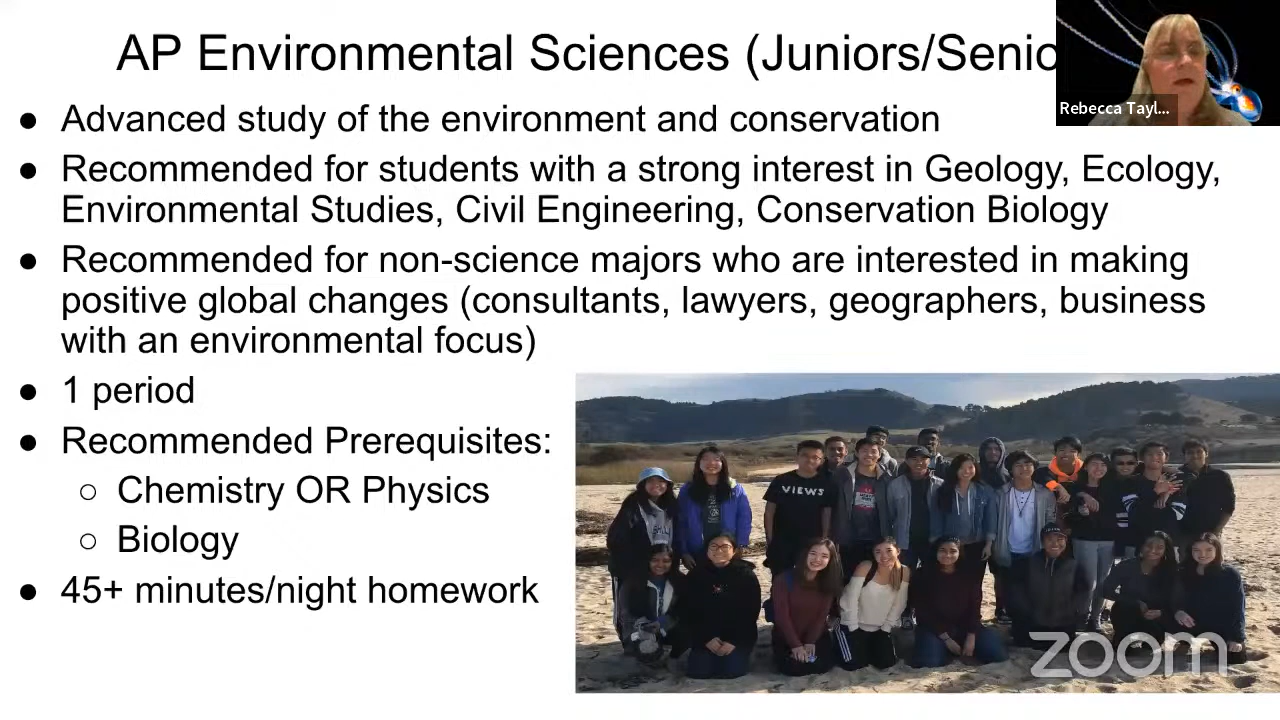 AP Environmental Sciences (Juniors/Senio
Rebecca Tayl...
● Advanced study of the environment and conservation
● Recommended for students with a strong interest in Geology, Ecology,
Environmental Studies, Civil Engineering, Conservation Biology
● Recommended for non-science majors who are interested in making
positive global changes (consultants, lawyers, geographers, business
with an environmental focus)
● 1 period
● Recommended Prerequisites:
○ Chemistry OR Physics
○ Biology
● 45+ minutes/night homework
VIEWS
zoom